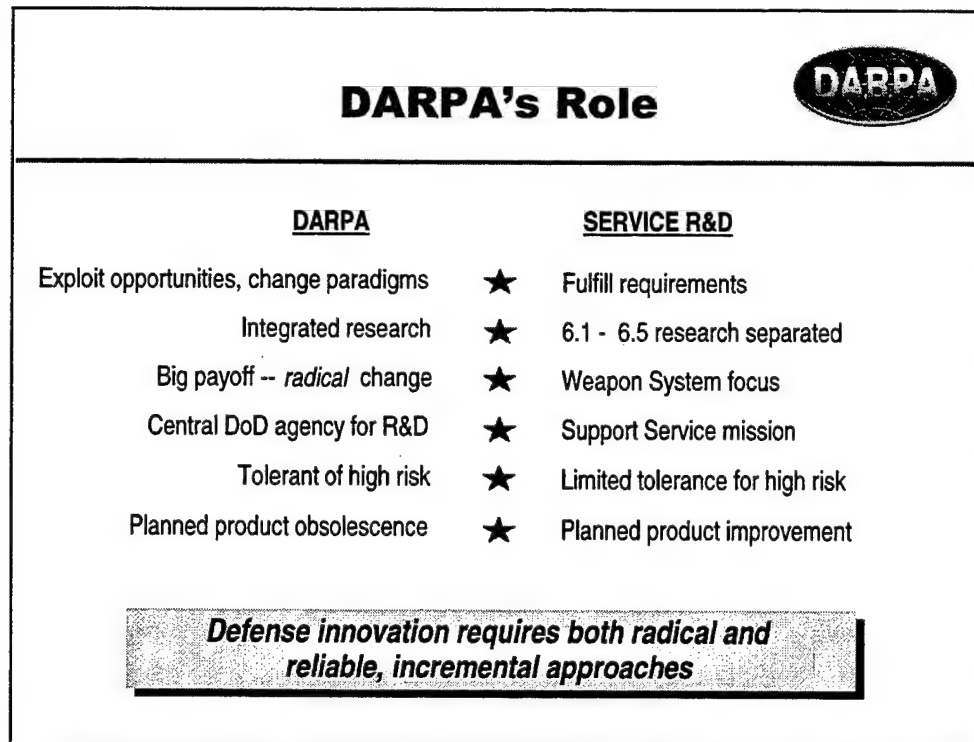 DARPA's Role
DARPA
DARPA SERVICE R&D
Exploit opportunities, change paradigms ★ Fulfill requirements
Integrated research ★ 6.1 - 6.5 research separated
Big payoff -- radical change ★ Weapon System focus
Central DoD agency for R&D ★ Support Service mission
Tolerant of high risk ★ Limited tolerance for high risk
Planned product obsolescence ★ Planned product improvement
Defense innovation requires both radical and
reliable, incremental approaches